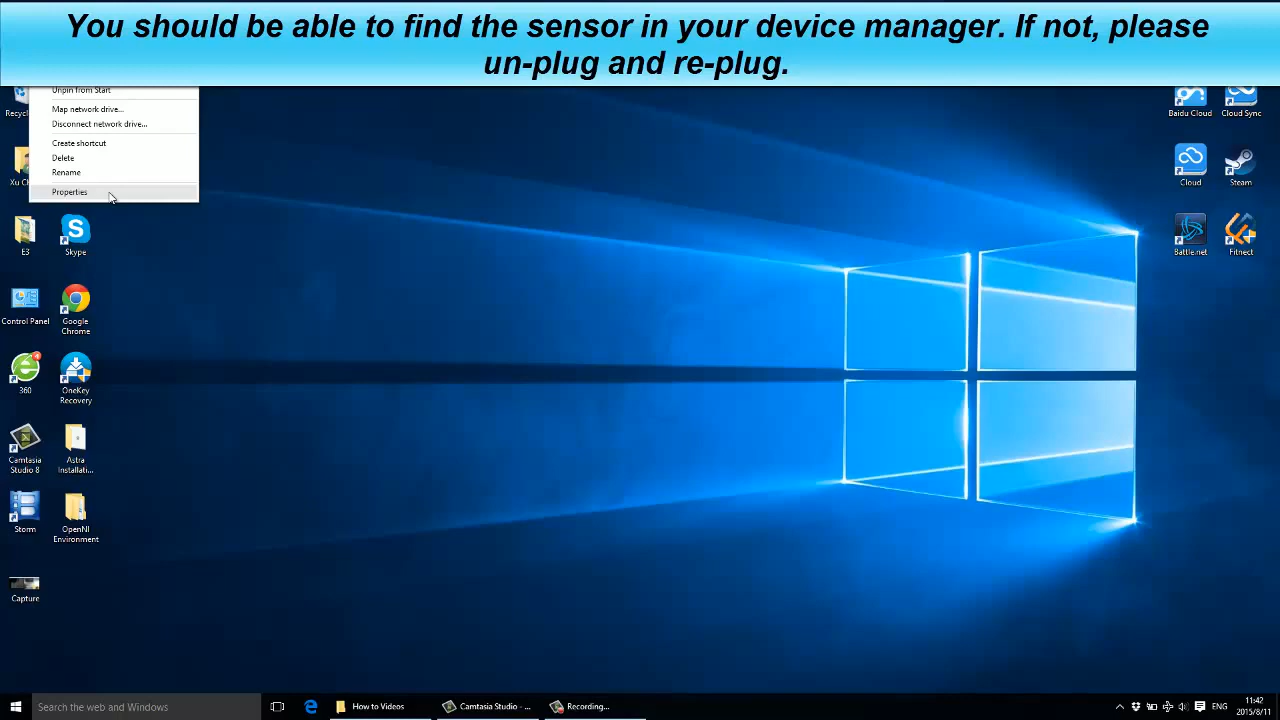 You should be able to find the sensor in your device manager. If not, please
un-plug and re-plug.
Unpin from Start
Map network drive...
Disconnect network drive...
Create shortcut
Delete
Rename
Properties
Recyc
Xu Ch
E3
Skype
Control Panel
Google
Chrome
360
OneKey
Recovery
Camtasia
Studio 8
Astra
Installati...
Storm
OpenNI
Environment
Capture
Baidu Cloud
Cloud Sync
Cloud
Steam
Battle.net
Fitnect
Search the web and Windows
How to Videos
Camtasia Studio - ...
Recording...
ENG
11:42
2015/8/11